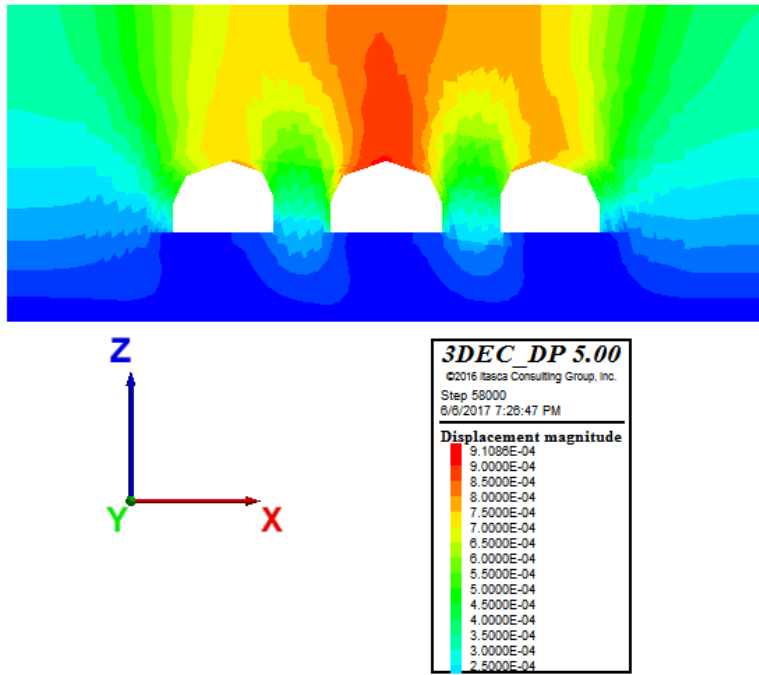 Z
Y
X
3DEC_DP 5.00
©2016 Itasca Consulting Group, Inc.
Step 58000
6/6/2017 7:26:47 PM
Displacement magnitude
9.1086E-04
9.0000E-04
8.5000E-04
8.0000E-04
7.5000E-04
7.0000E-04
6.5000E-04
6.0000E-04
5.5000E-04
5.0000E-04
4.5000E-04
4.0000E-04
3.5000E-04
3.0000E-04
2.5000E-04